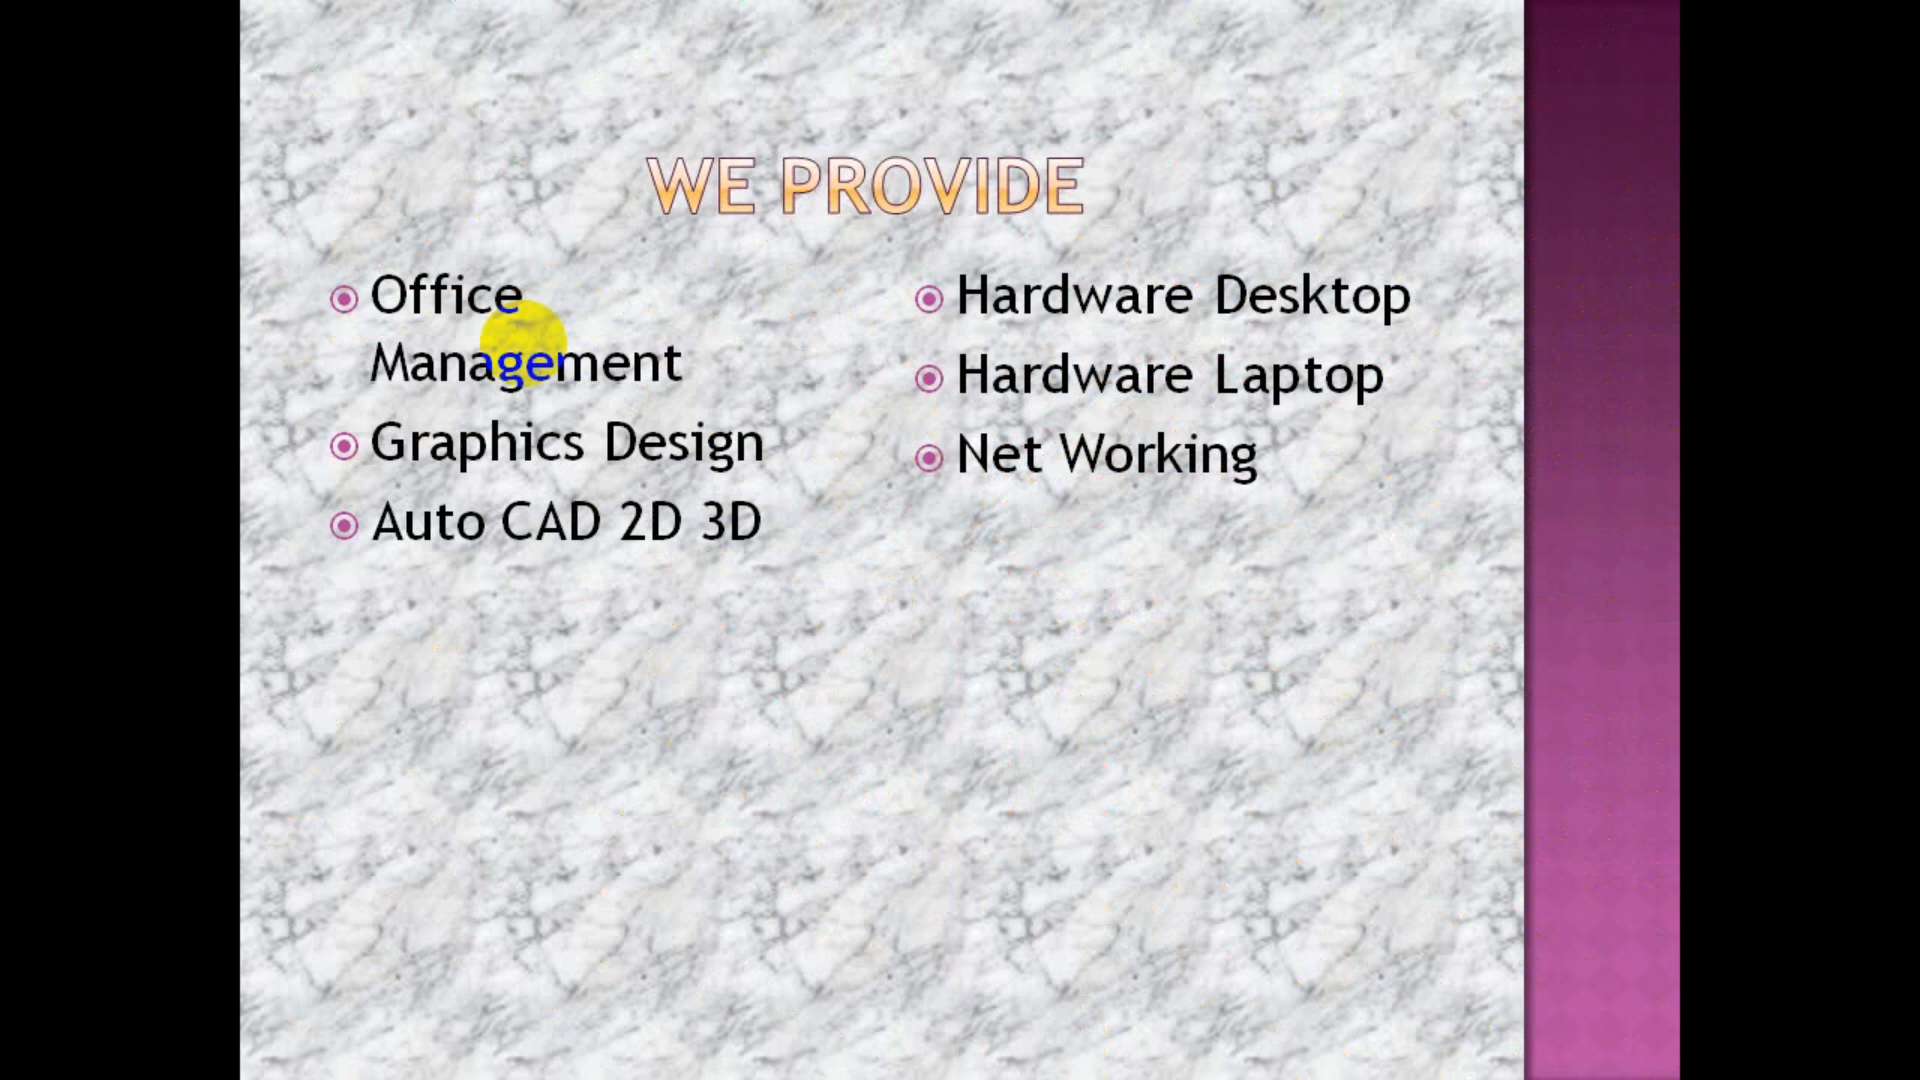 WE PROVIDE
Office
Management
Graphics Design
Auto CAD 2D 3D
Hardware Desktop
Hardware Laptop
Net Working